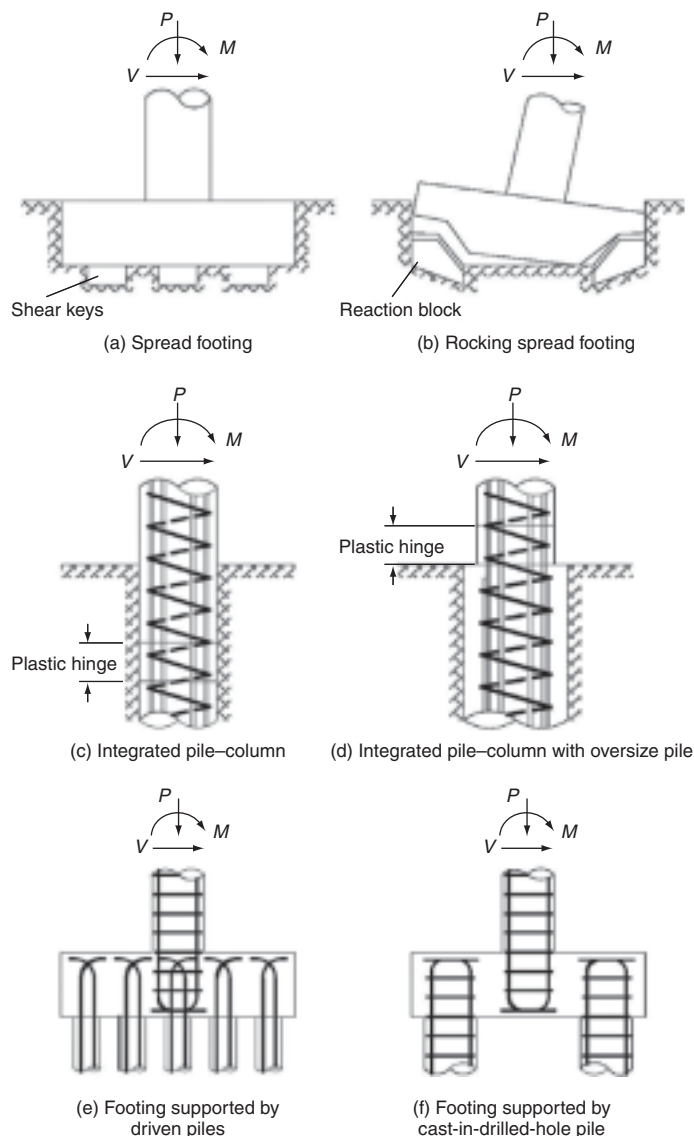 P
M
V
P
M
V
Shear keys
Reaction block
(a) Spread footing
(b) Rocking spread footing
P
M
V
P
M
V
Plastic hinge
Plastic hinge
(c) Integrated pile–column
(d) Integrated pile–column with oversize pile
P
M
V
P
M
V
(e) Footing supported by
driven piles
(f) Footing supported by
cast-in-drilled-hole pile